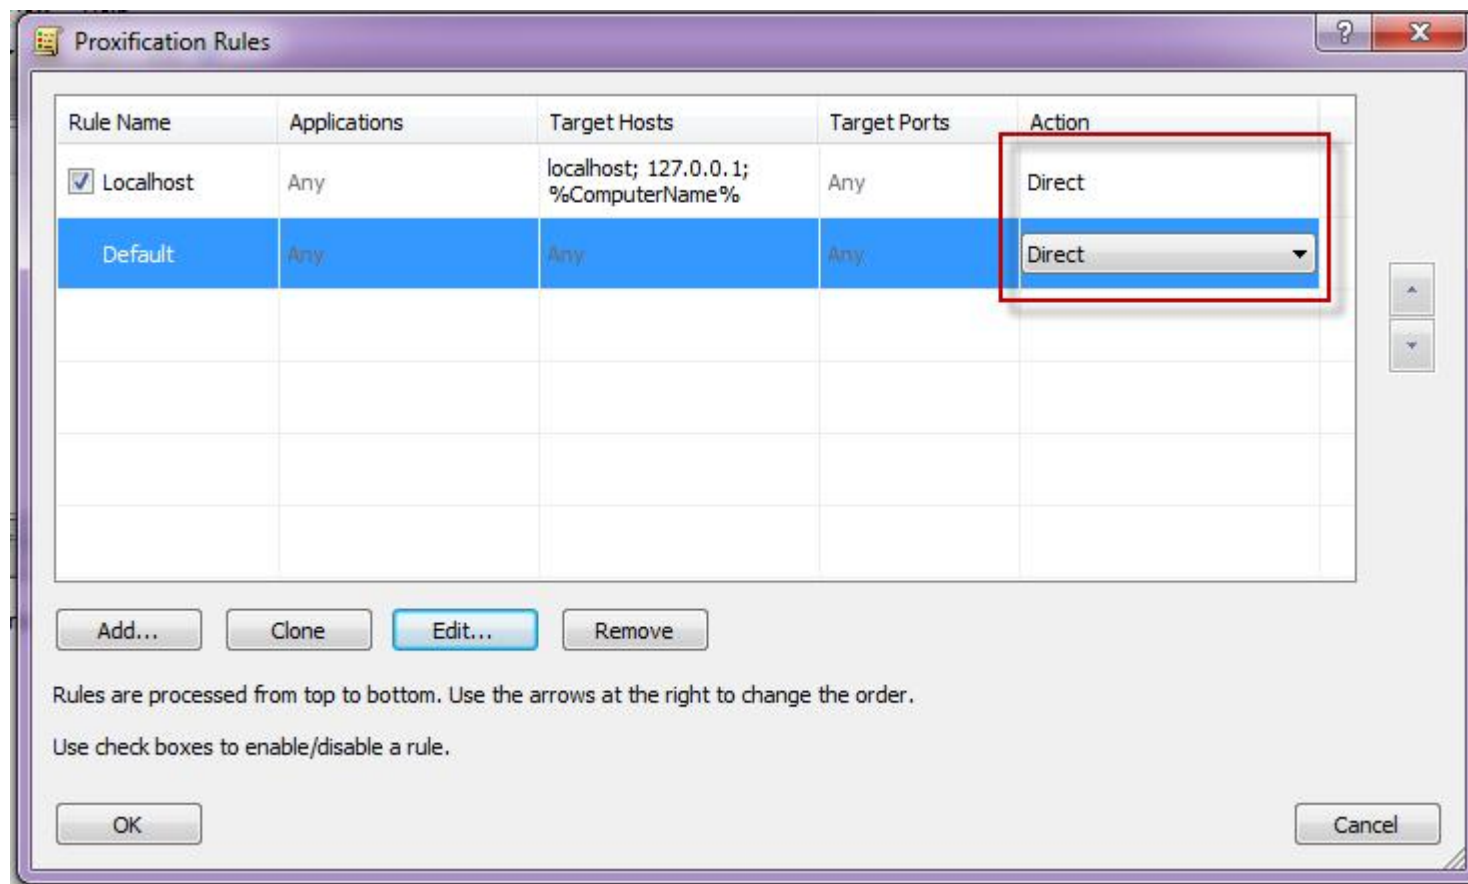 Proxification Rules
Rule Name Applications Target Hosts Target Ports Action
Localhost Any localhost; 127.0.0.1; %ComputerName% Any Direct
Default Any Any Any Direct
Add... Clone Edit... Remove
Rules are processed from top to bottom. Use the arrows at the right to change the order.
Use check boxes to enable/disable a rule.
OK Cancel